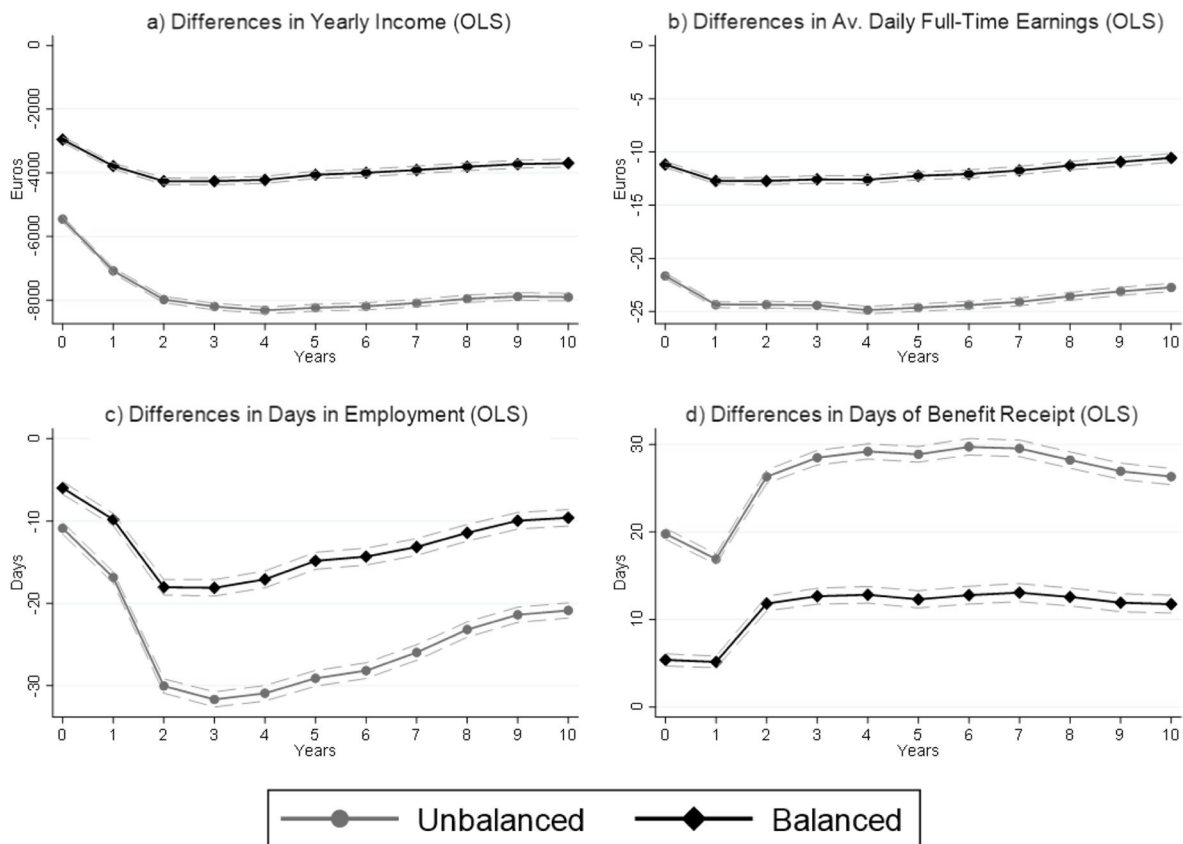 a) Differences in Yearly Income (OLS)
Euros
0
-2000
-4000
-6000
-8000
0 1 2 3 4 5 6 7 8 9 10
Years
b) Differences in Av. Daily Full-Time Earnings (OLS)
Euros
0
-5
-10
-15
-20
-25
0 1 2 3 4 5 6 7 8 9 10
Years
c) Differences in Days in Employment (OLS)
Days
0
-10
-20
-30
0 1 2 3 4 5 6 7 8 9 10
Years
d) Differences in Days of Benefit Receipt (OLS)
Days
30
20
10
0
0 1 2 3 4 5 6 7 8 9 10
Years
Unbalanced Balanced